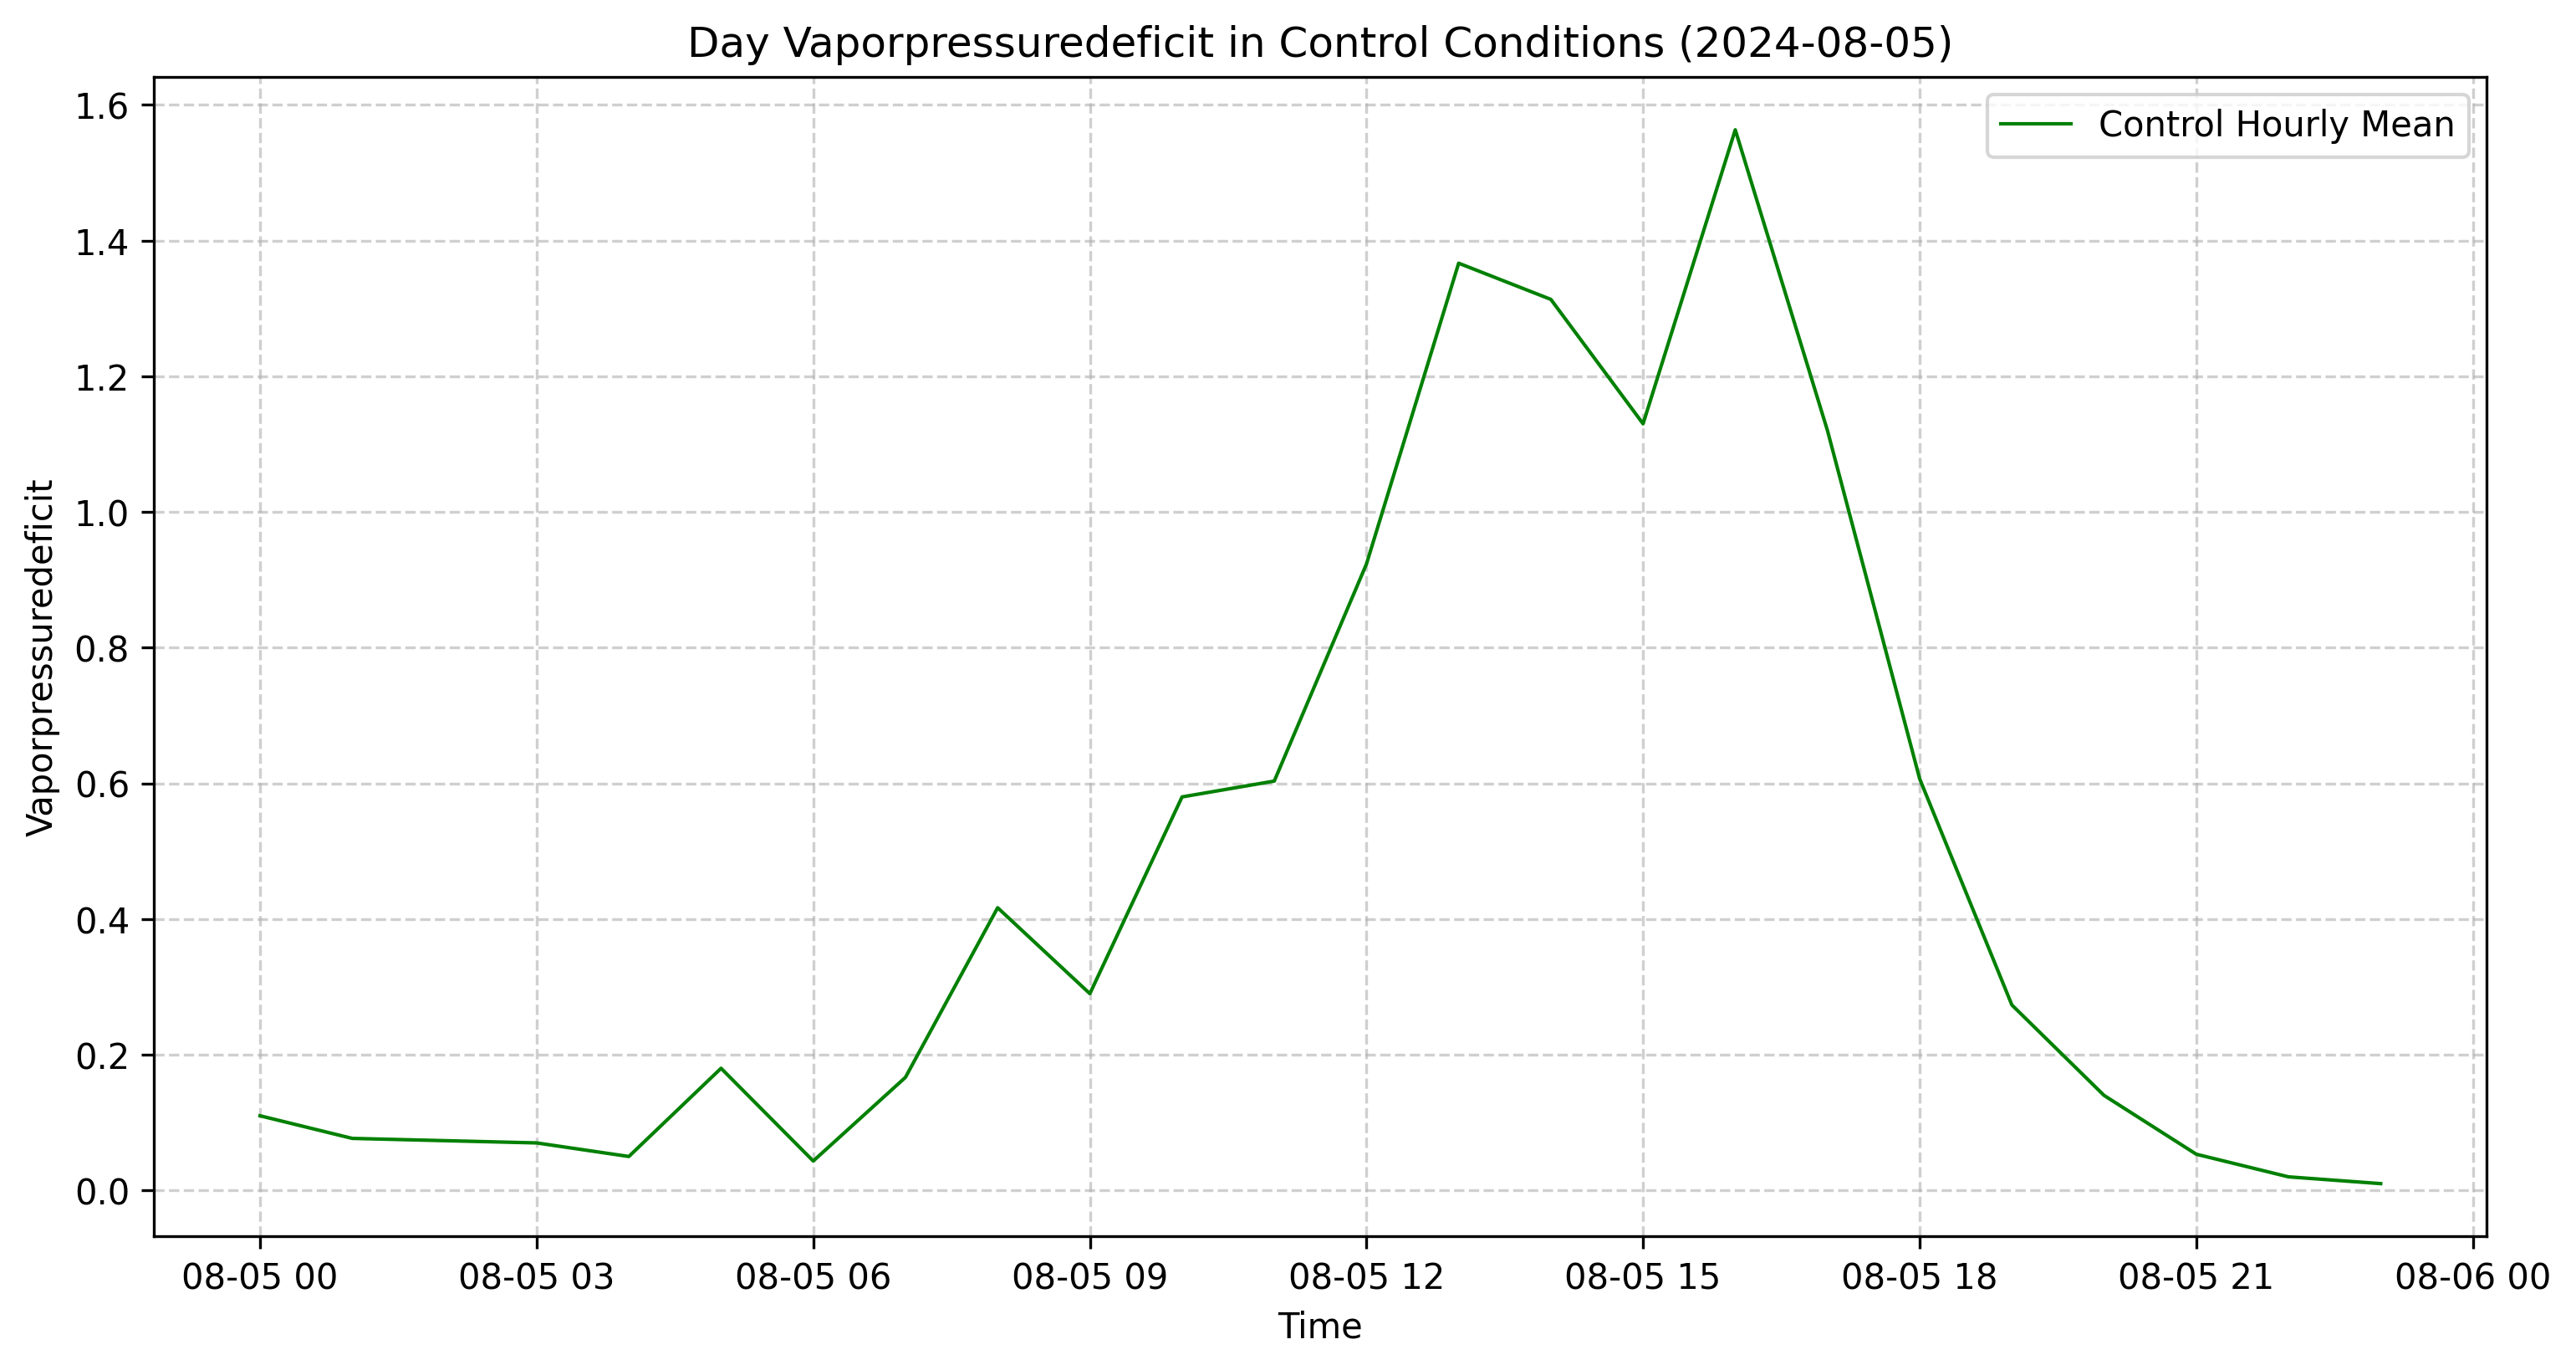 Day Vaporpressuredeficit in Control Conditions (2024-08-05)
Control Hourly Mean
Vaporpressuredeficit
1.6
1.4
1.2
1.0
0.8
0.6
0.4
0.2
0.0
08-05 00 08-05 03 08-05 06 08-05 09 08-05 12 08-05 15 08-05 18 08-05 21 08-06 00
Time